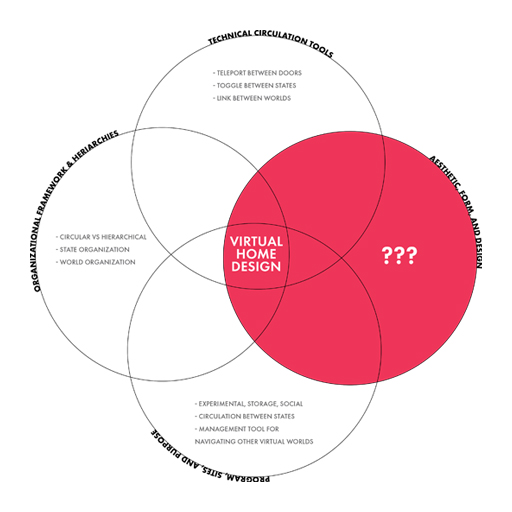 TECHNICAL CIRCULATION TOOLS
- TELEPORT BETWEEN DOORS
- TOGGLE BETWEEN STATES
- LINK BETWEEN WORLDS
ORGANIZATIONAL FRAMEWORK & HERIARCHIES
- CIRCULAR VS HIERARCHICAL
- STATE ORGANIZATION
- WORLD ORGANIZATION
VIRTUAL
HOME
DESIGN
AESTHETIC, FORM, AND DESIGN
???
- EXPERIMENTAL, STORAGE, SOCIAL
- CIRCULATION BETWEEN STATES
- MANAGEMENT TOOL FOR
NAVIGATING OTHER VIRTUAL WORLDS
PROGRAM, SITES, AND PURPOSE